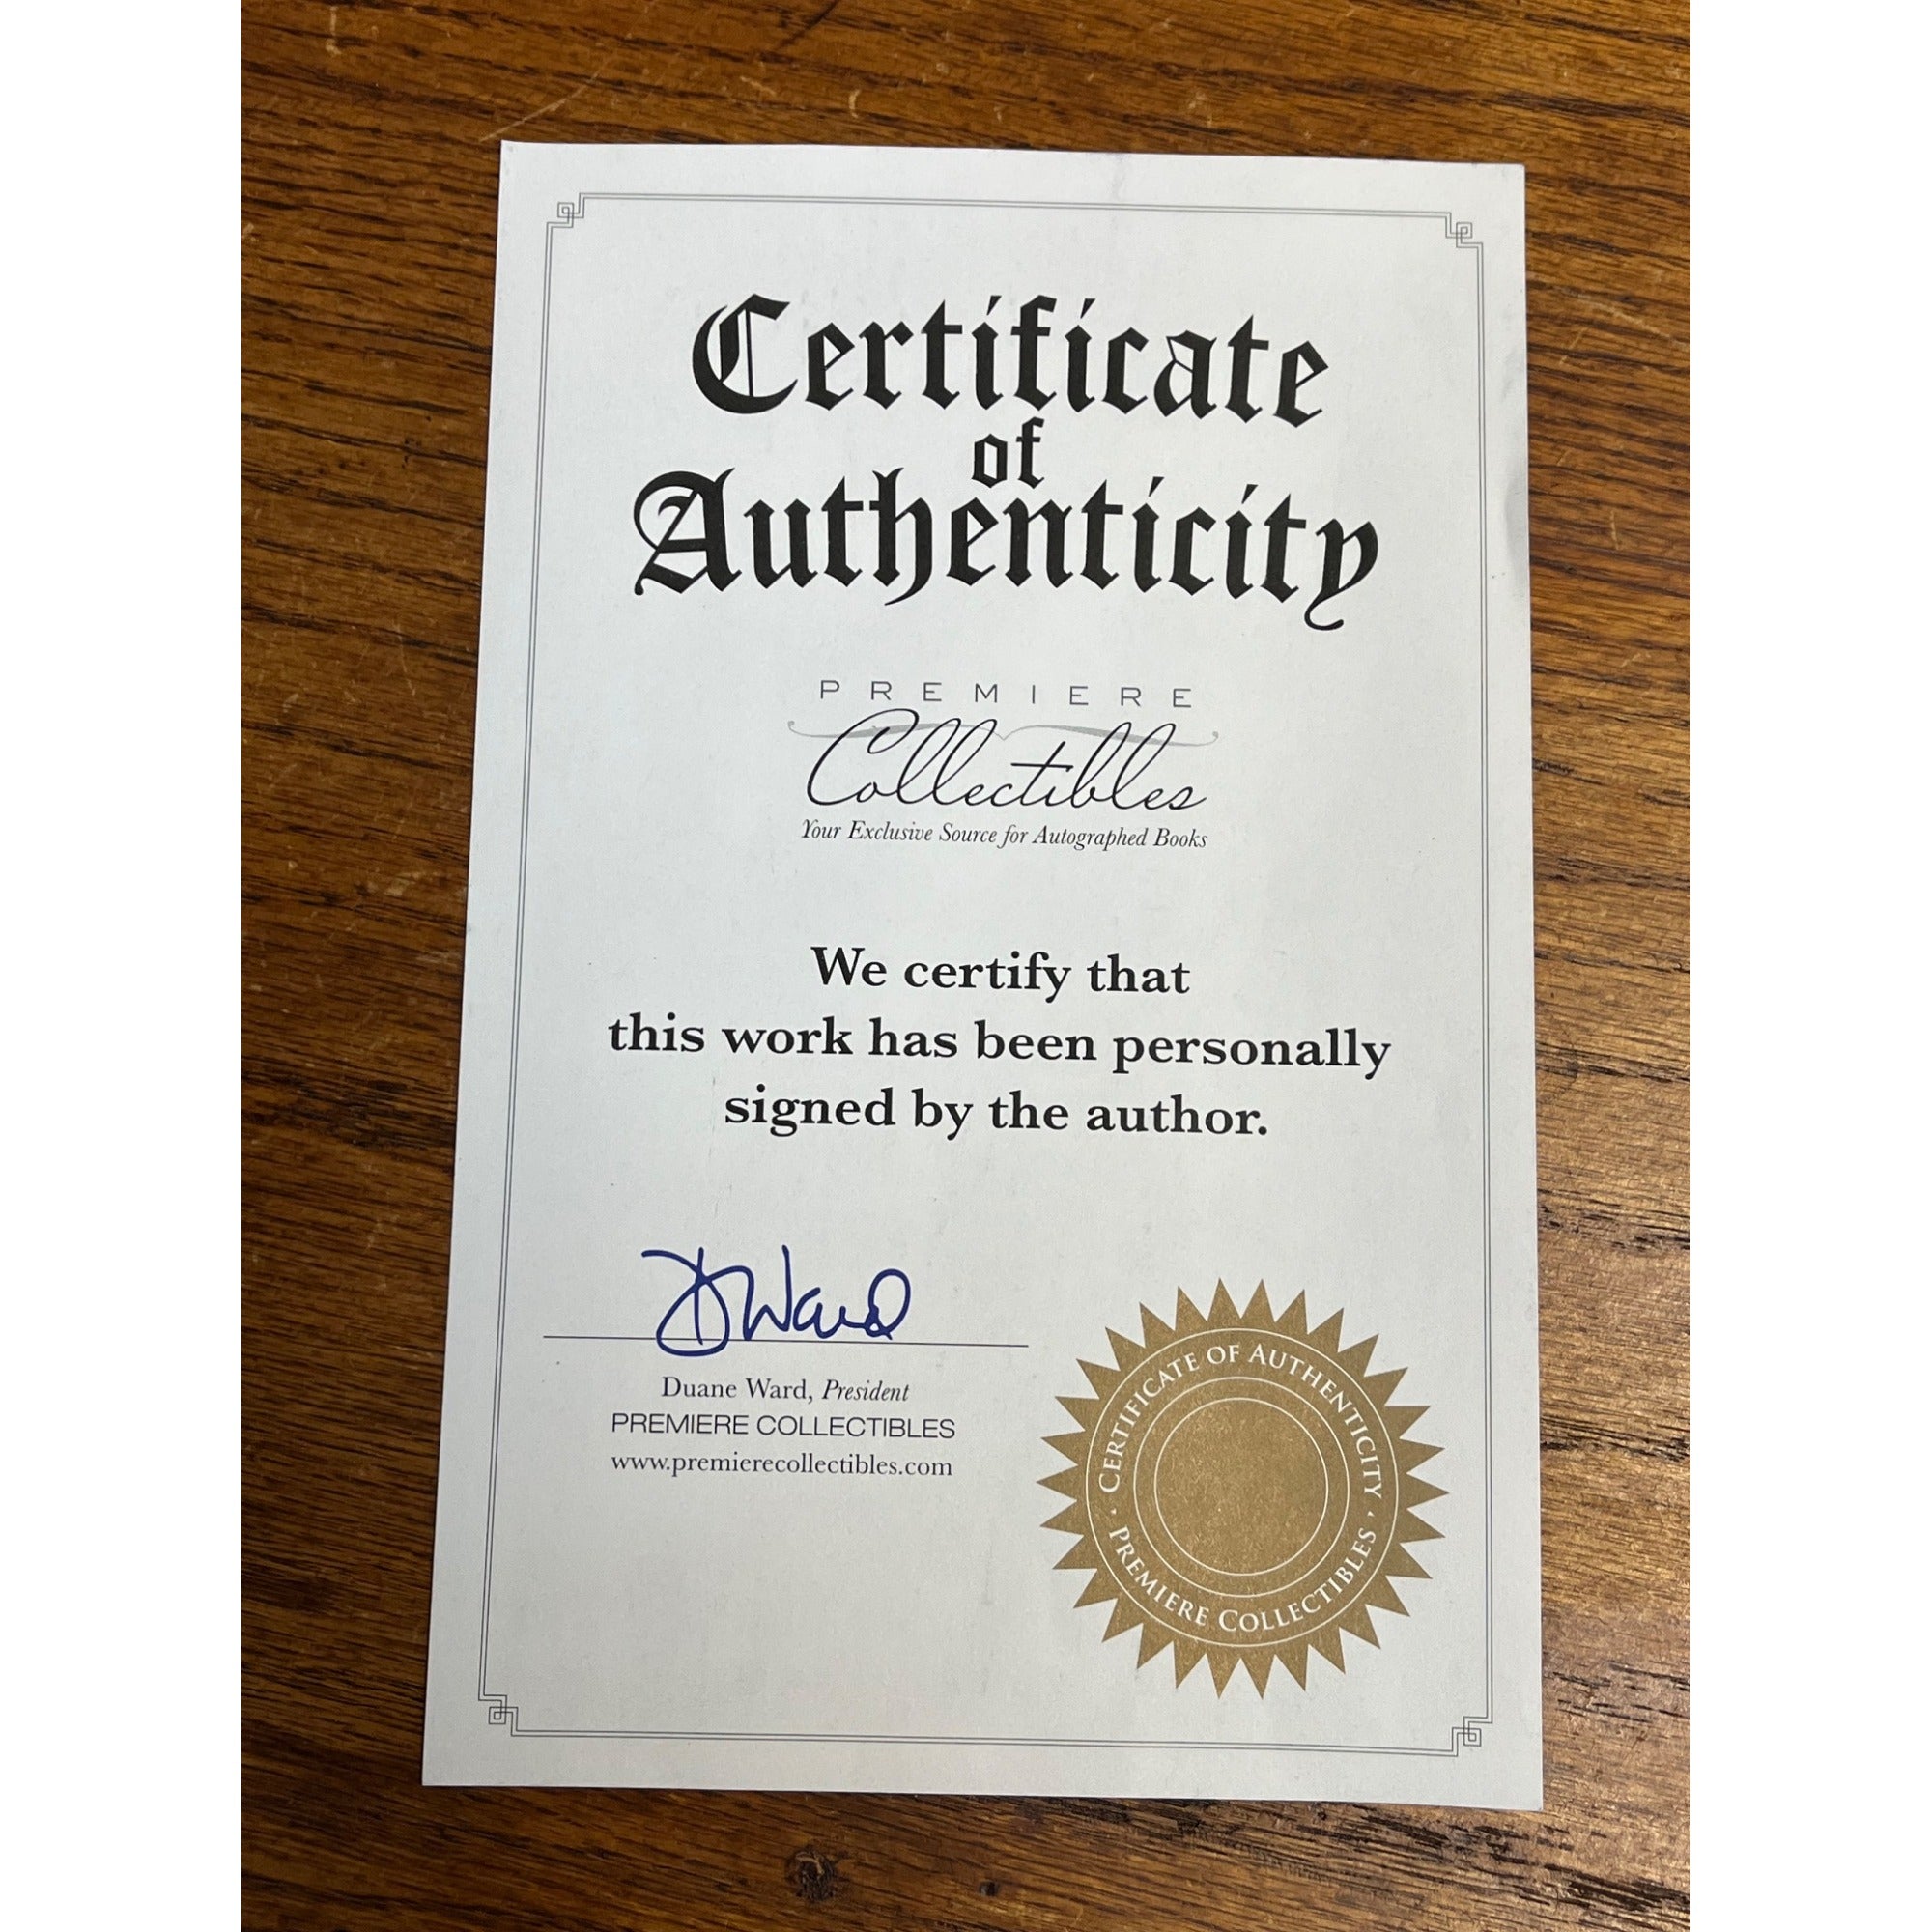 Certificate
of
Authenticity
PREMIERE
Collectibles
Your Exclusive Source for Autographed Books
We certify that
this work has been personally
signed by the author.
D Ward
Duane Ward, President
PREMIERE COLLECTIBLES
www.premierecollectibles.com
CERTIFICATE OF AUTHENTICITY
PREMIERE COLLECTIBLES